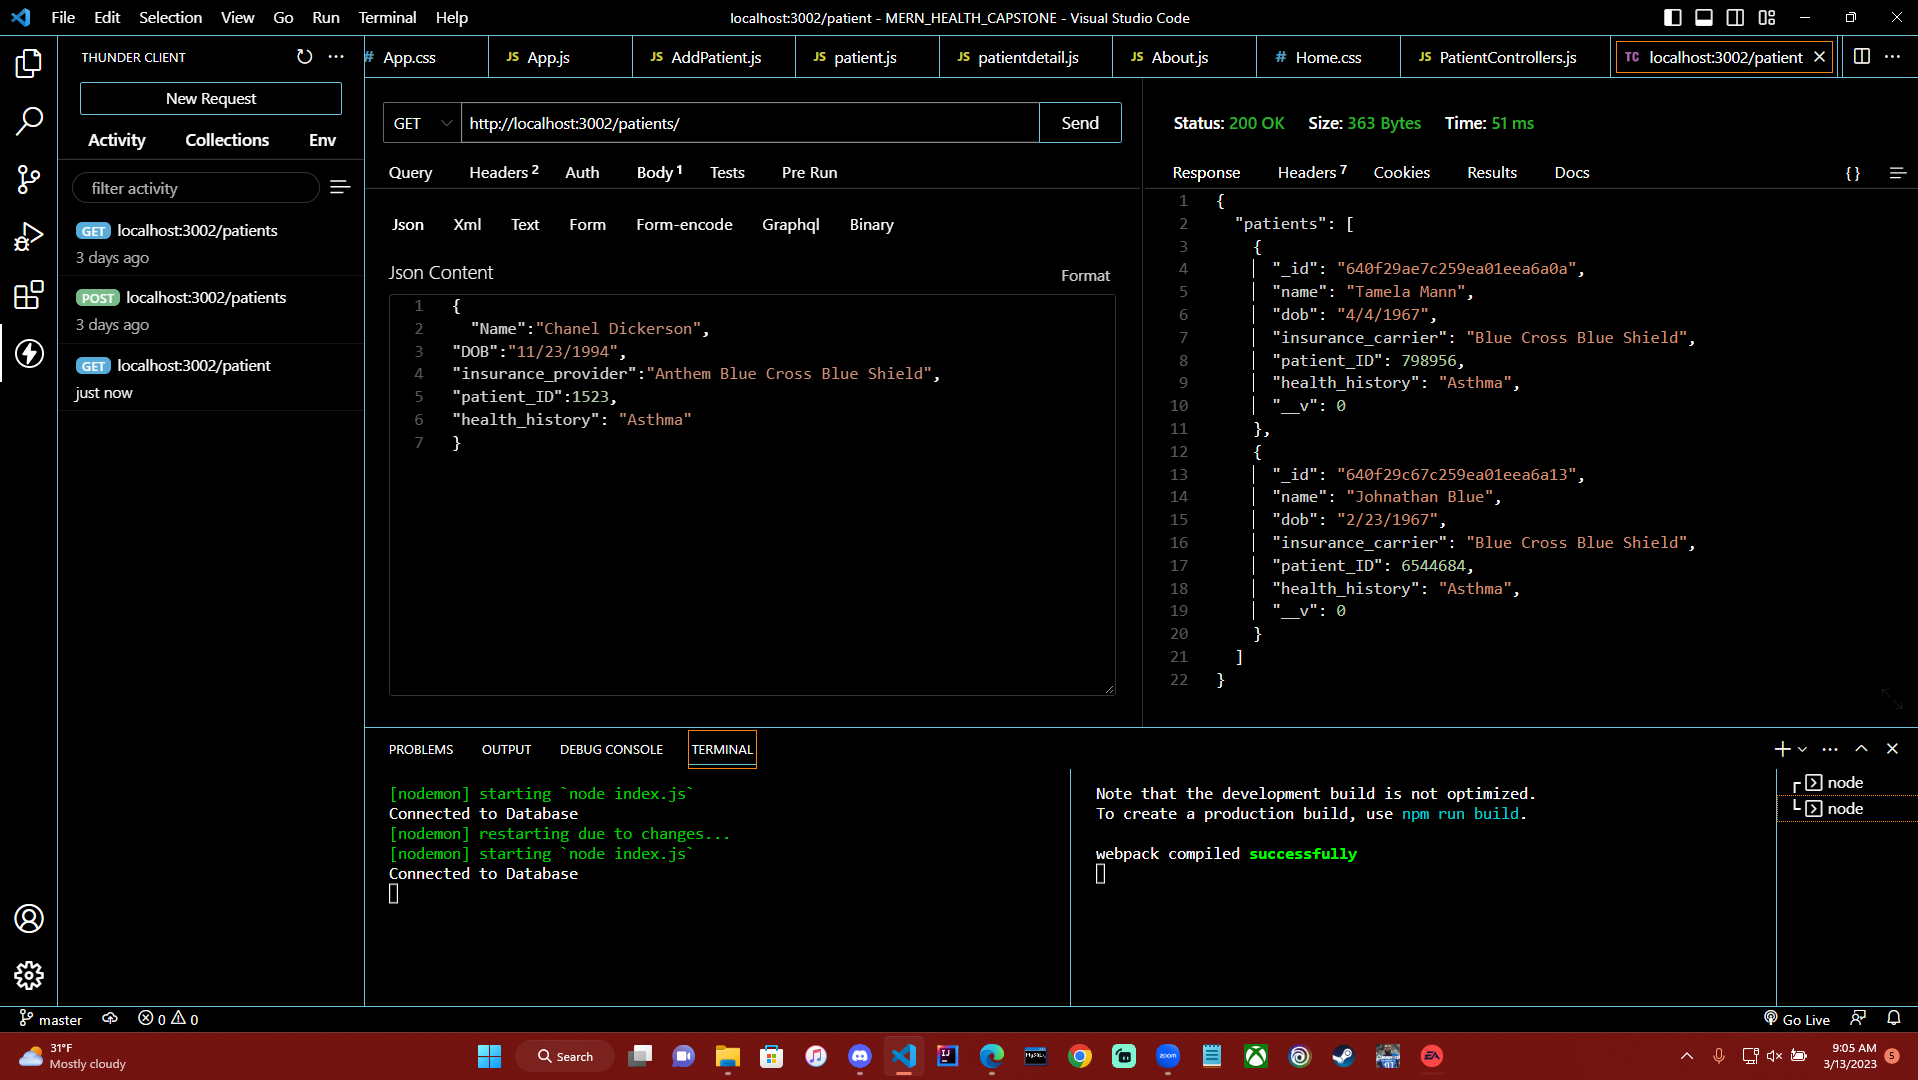 File Edit Selection View Go Run Terminal Help
localhost:3002/patient - MERN_HEALTH_CAPSTONE - Visual Studio Code
THUNDER CLIENT
New Request
Activity Collections Env
filter activity
GET localhost:3002/patients
3 days ago
POST localhost:3002/patients
3 days ago
GET localhost:3002/patient
just now
# App.css JS App.js JS AddPatient.js JS patient.js JS patientdetail.js JS About.js # Home.css JS PatientControllers.js TC localhost:3002/patient
GET http://localhost:3002/patients/ Send
Query Headers 2 Auth Body 1 Tests Pre Run
Json Xml Text Form Form-encode Graphql Binary
Json Content
Format
1 {
2 "Name":"Chanel Dickerson",
3 "DOB":"11/23/1994",
4 "insurance_provider":"Anthem Blue Cross Blue Shield",
5 "patient_ID":1523,
6 "health_history": "Asthma"
7 }
Status: 200 OK Size: 363 Bytes Time: 51 ms
Response Headers 7 Cookies Results Docs {}
1 {
2 "patients": [
3 {
4 "_id": "640f29ae7c259ea01eea6a0a",
5 "name": "Tamela Mann",
6 "dob": "4/4/1967",
7 "insurance_carrier": "Blue Cross Blue Shield",
8 "patient_ID": 798956,
9 "health_history": "Asthma",
10 "__v": 0
11 },
12 {
13 "_id": "640f29c67c259ea01eea6a13",
14 "name": "Johnathan Blue",
15 "dob": "2/23/1967",
16 "insurance_carrier": "Blue Cross Blue Shield",
17 "patient_ID": 6544684,
18 "health_history": "Asthma",
19 "__v": 0
20 }
21 ]
22 }
PROBLEMS OUTPUT DEBUG CONSOLE TERMINAL
[nodemon] starting `node index.js`
Connected to Database
[nodemon] restarting due to changes...
[nodemon] starting `node index.js`
Connected to Database
Note that the development build is not optimized.
To create a production build, use npm run build.
webpack compiled successfully
node
node
master 0 0
Go Live
31°F
Mostly cloudy
Search
IJ
MySQL
zoom
EA
9:05 AM
3/13/2023
5